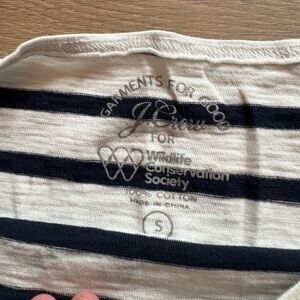 GARMENTS FOR GOOD
J.Crew
FOR
Wildlife
Conservation
Society
100% COTTON
MADE IN CHINA
S